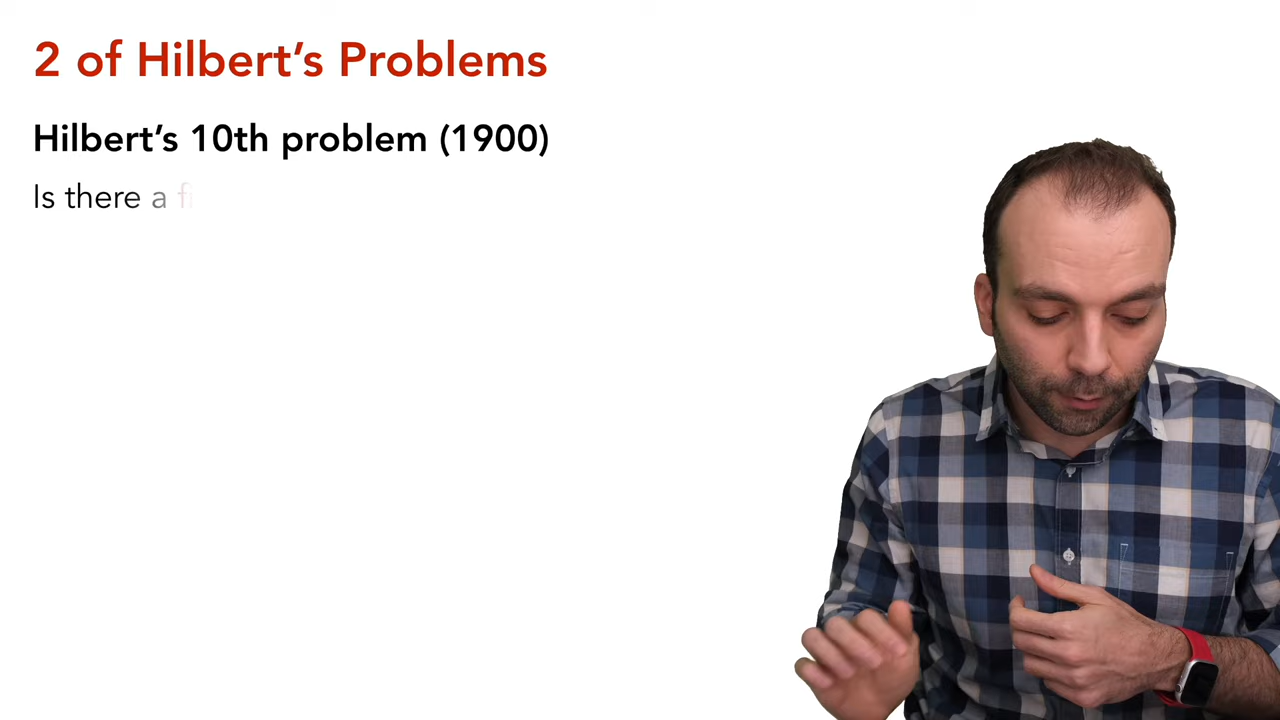 2 of Hilbert’s Problems
Hilbert’s 10th problem (1900)
Is there a